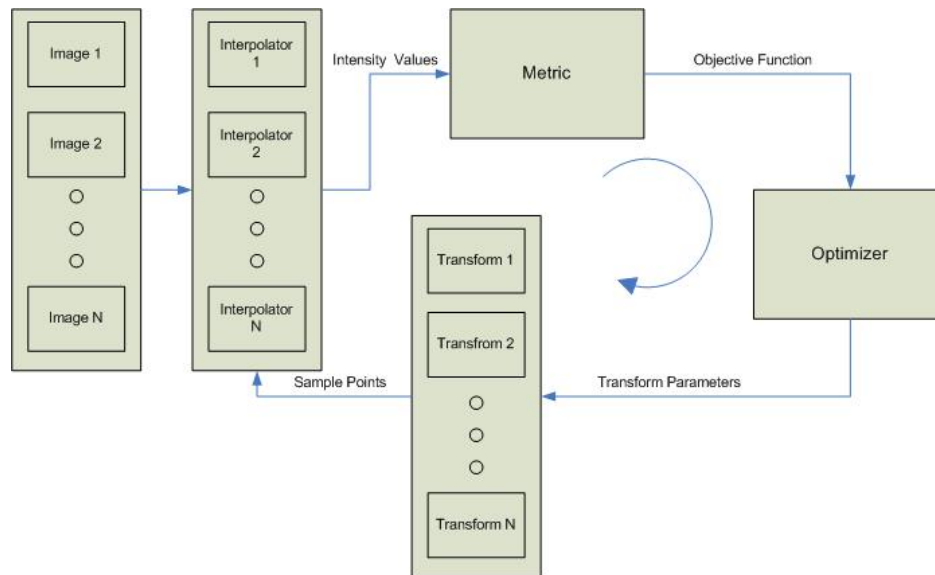 Image 1
Image 2
Image N
Interpolator
1
Interpolator
2
Interpolator
N
Intensity Values
Metric
Objective Function
Optimizer
Transform Parameters
Transform 1
Transfrom 2
Transform N
Sample Points